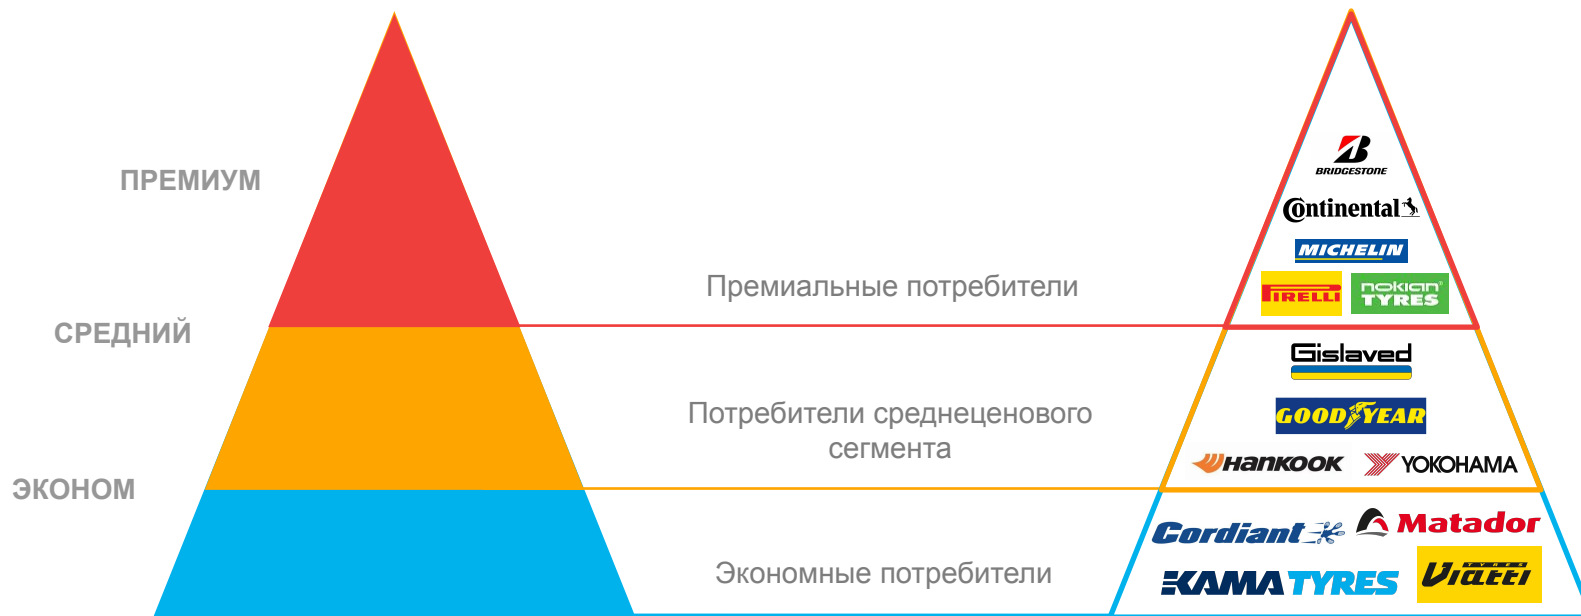 ПРЕМИУМ
СРЕДНИЙ
ЭКОНОМ
Премиальные потребители
Потребители среднеценового
сегмента
Экономные потребители
BRIDGESTONE
Continental
MICHELIN
PIRELLI
nokian®
TYRES
Gislaved
GOODYEAR
HANKOOK
YOKOHAMA
Cordiant
Matador
KAMA TYRES
TYRES
Viatti